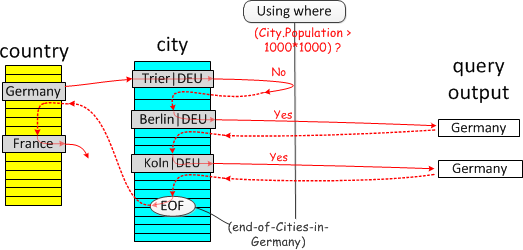 Using where
(City.Population >
1000*1000) ?
country
city
query
output
Germany
Trier|DEU
No
Berlin|DEU
Yes
Germany
France
Koln|DEU
Yes
Germany
EOF
(end-of-Cities-in-
Germany)